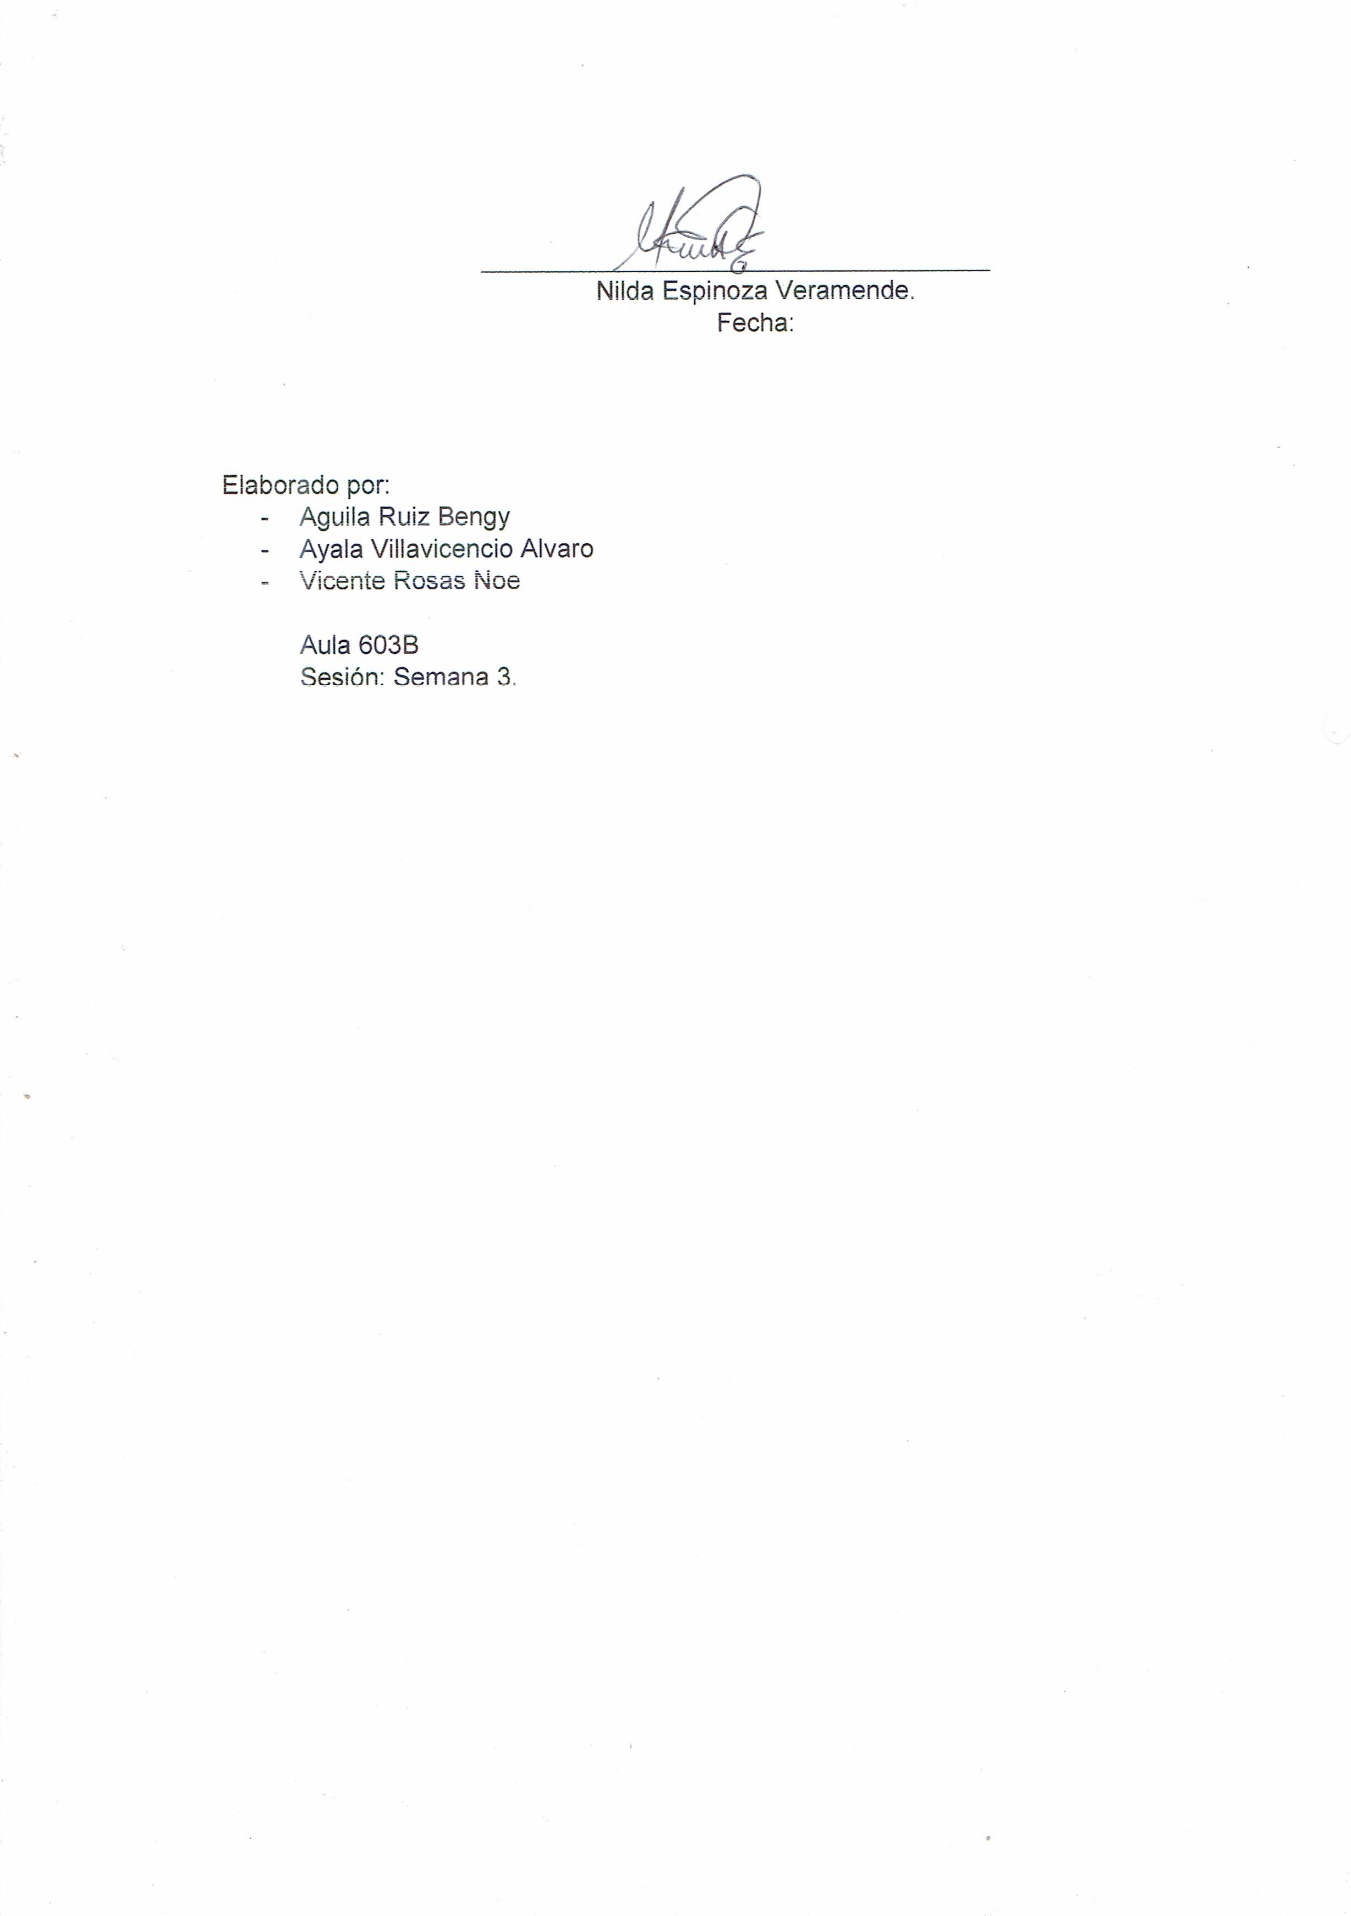 Nilda Espinoza Veramende.
Fecha:
Elaborado por:
- Aguila Ruiz Bengy
- Ayala Villavicencio Alvaro
- Vicente Rosas Noe
Aula 603B
Sesión: Semana 3.